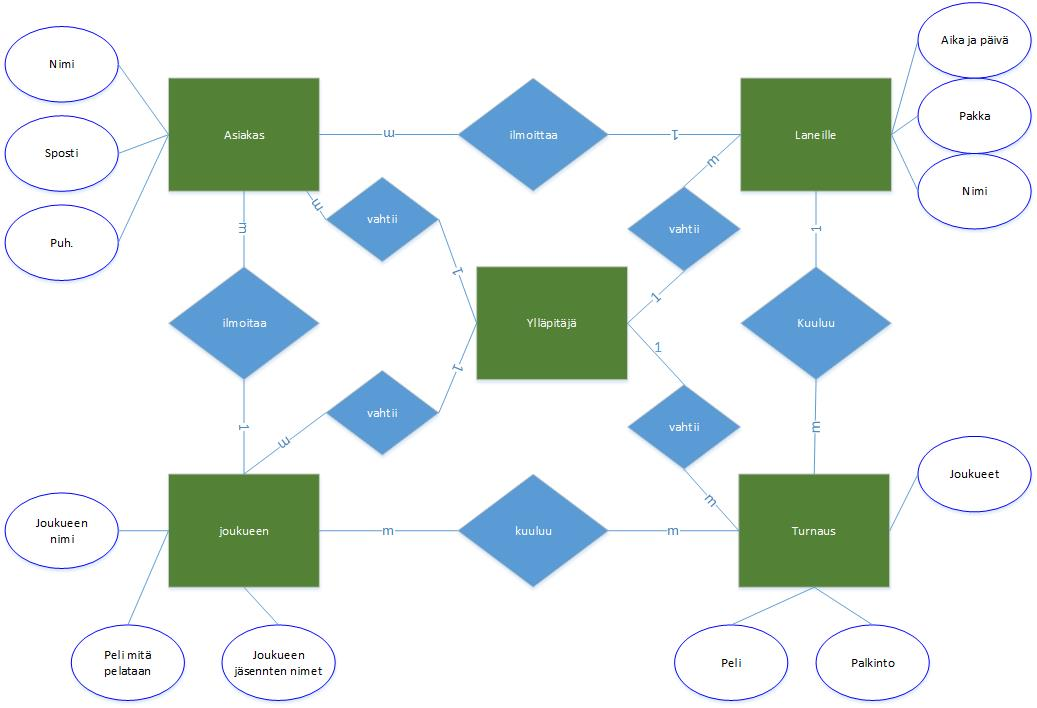 Aika ja päivä
Nimi
Pakka
Asiakas
m
ilmoittaa
1
Laneille
Sposti
m
Nimi
m
vahtii
Puh.
m
vahtii
1
1
1
ilmoitaa
Ylläpitäjä
Kuuluu
1
1
vahtii
1
m
vahtii
m
m
Joukueet
Joukueen
nimi
joukueen
m
kuuluu
m
Turnaus
Peli mitä
pelataan
Joukueen
jäsennten nimet
Peli
Palkinto